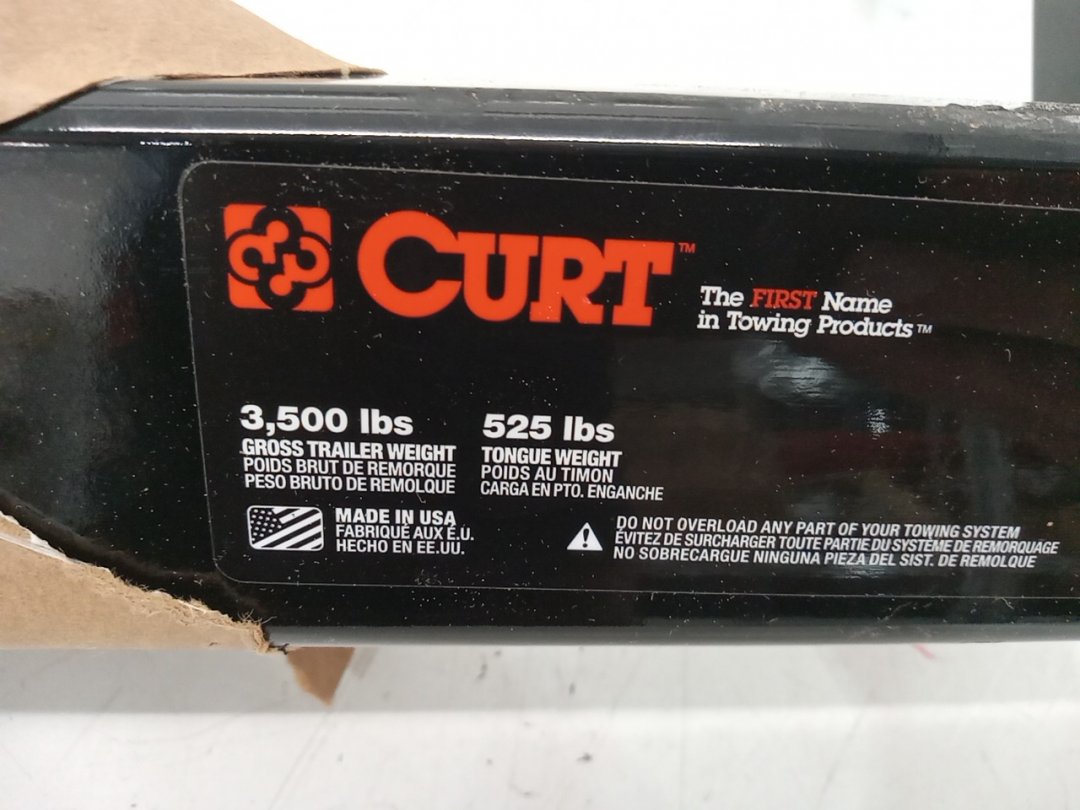 CURT™
The FIRST Name
in Towing Products™
3,500 lbs
GROSS TRAILER WEIGHT
POIDS BRUT DE REMORQUE
PESO BRUTO DE REMOLQUE
525 lbs
TONGUE WEIGHT
POIDS AU TIMON
CARGA EN PTO. ENGANCHE
MADE IN USA
FABRIQUÉ AUX É.U.
HECHO EN EE.UU.
DO NOT OVERLOAD ANY PART OF YOUR TOWING SYSTEM
ÉVITEZ DE SURCHARGER TOUTE PARTIE DU SYSTÈME DE REMORQUAGE
NO SOBRECARGUE NINGUNA PIEZA DEL SIST. DE REMOLQUE